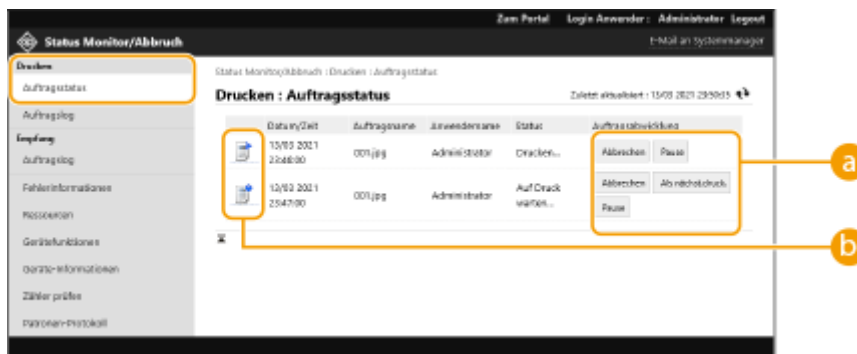 Zum Portal Login Anwender : Administrator Logout
Status Monitor/Abbruch E-Mail an Systemmanager
Drucken
Auftragsstatus
Auftragslog
Empfang
Auftragslog
Fehlerinformationen
Ressourcen
Gerätefunktionen
Geräte-Informationen
Zähler prüfen
Patronen-Protokoll
Status Monitor/Abbruch : Drucken : Auftragsstatus
Drucken : Auftragsstatus Zuletzt aktualisiert : 13/03 2021 23:50:35
Datum/Zeit Auftragsname Anwendername Status Auftragsabwicklung
13/03 2021
23:48:00 001.jpg Administrator Drucken... Abbrechen Pause
13/03 2021
23:47:00 001.jpg Administrator Auf Druck
warten... Abbrechen Als nächst.druck.
Pause
a
b